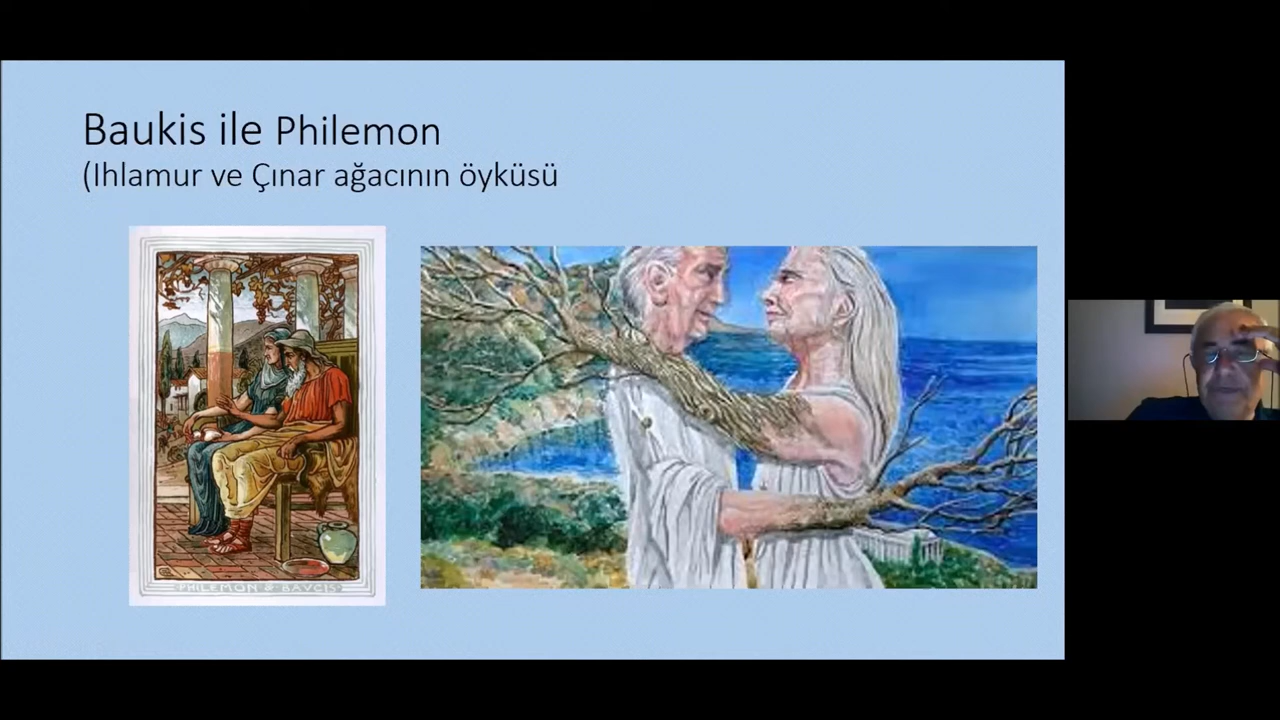 Baukis ile Philemon
(Ihlamur ve Çınar ağacının öyküsü
PHILEMON & BAVCIS